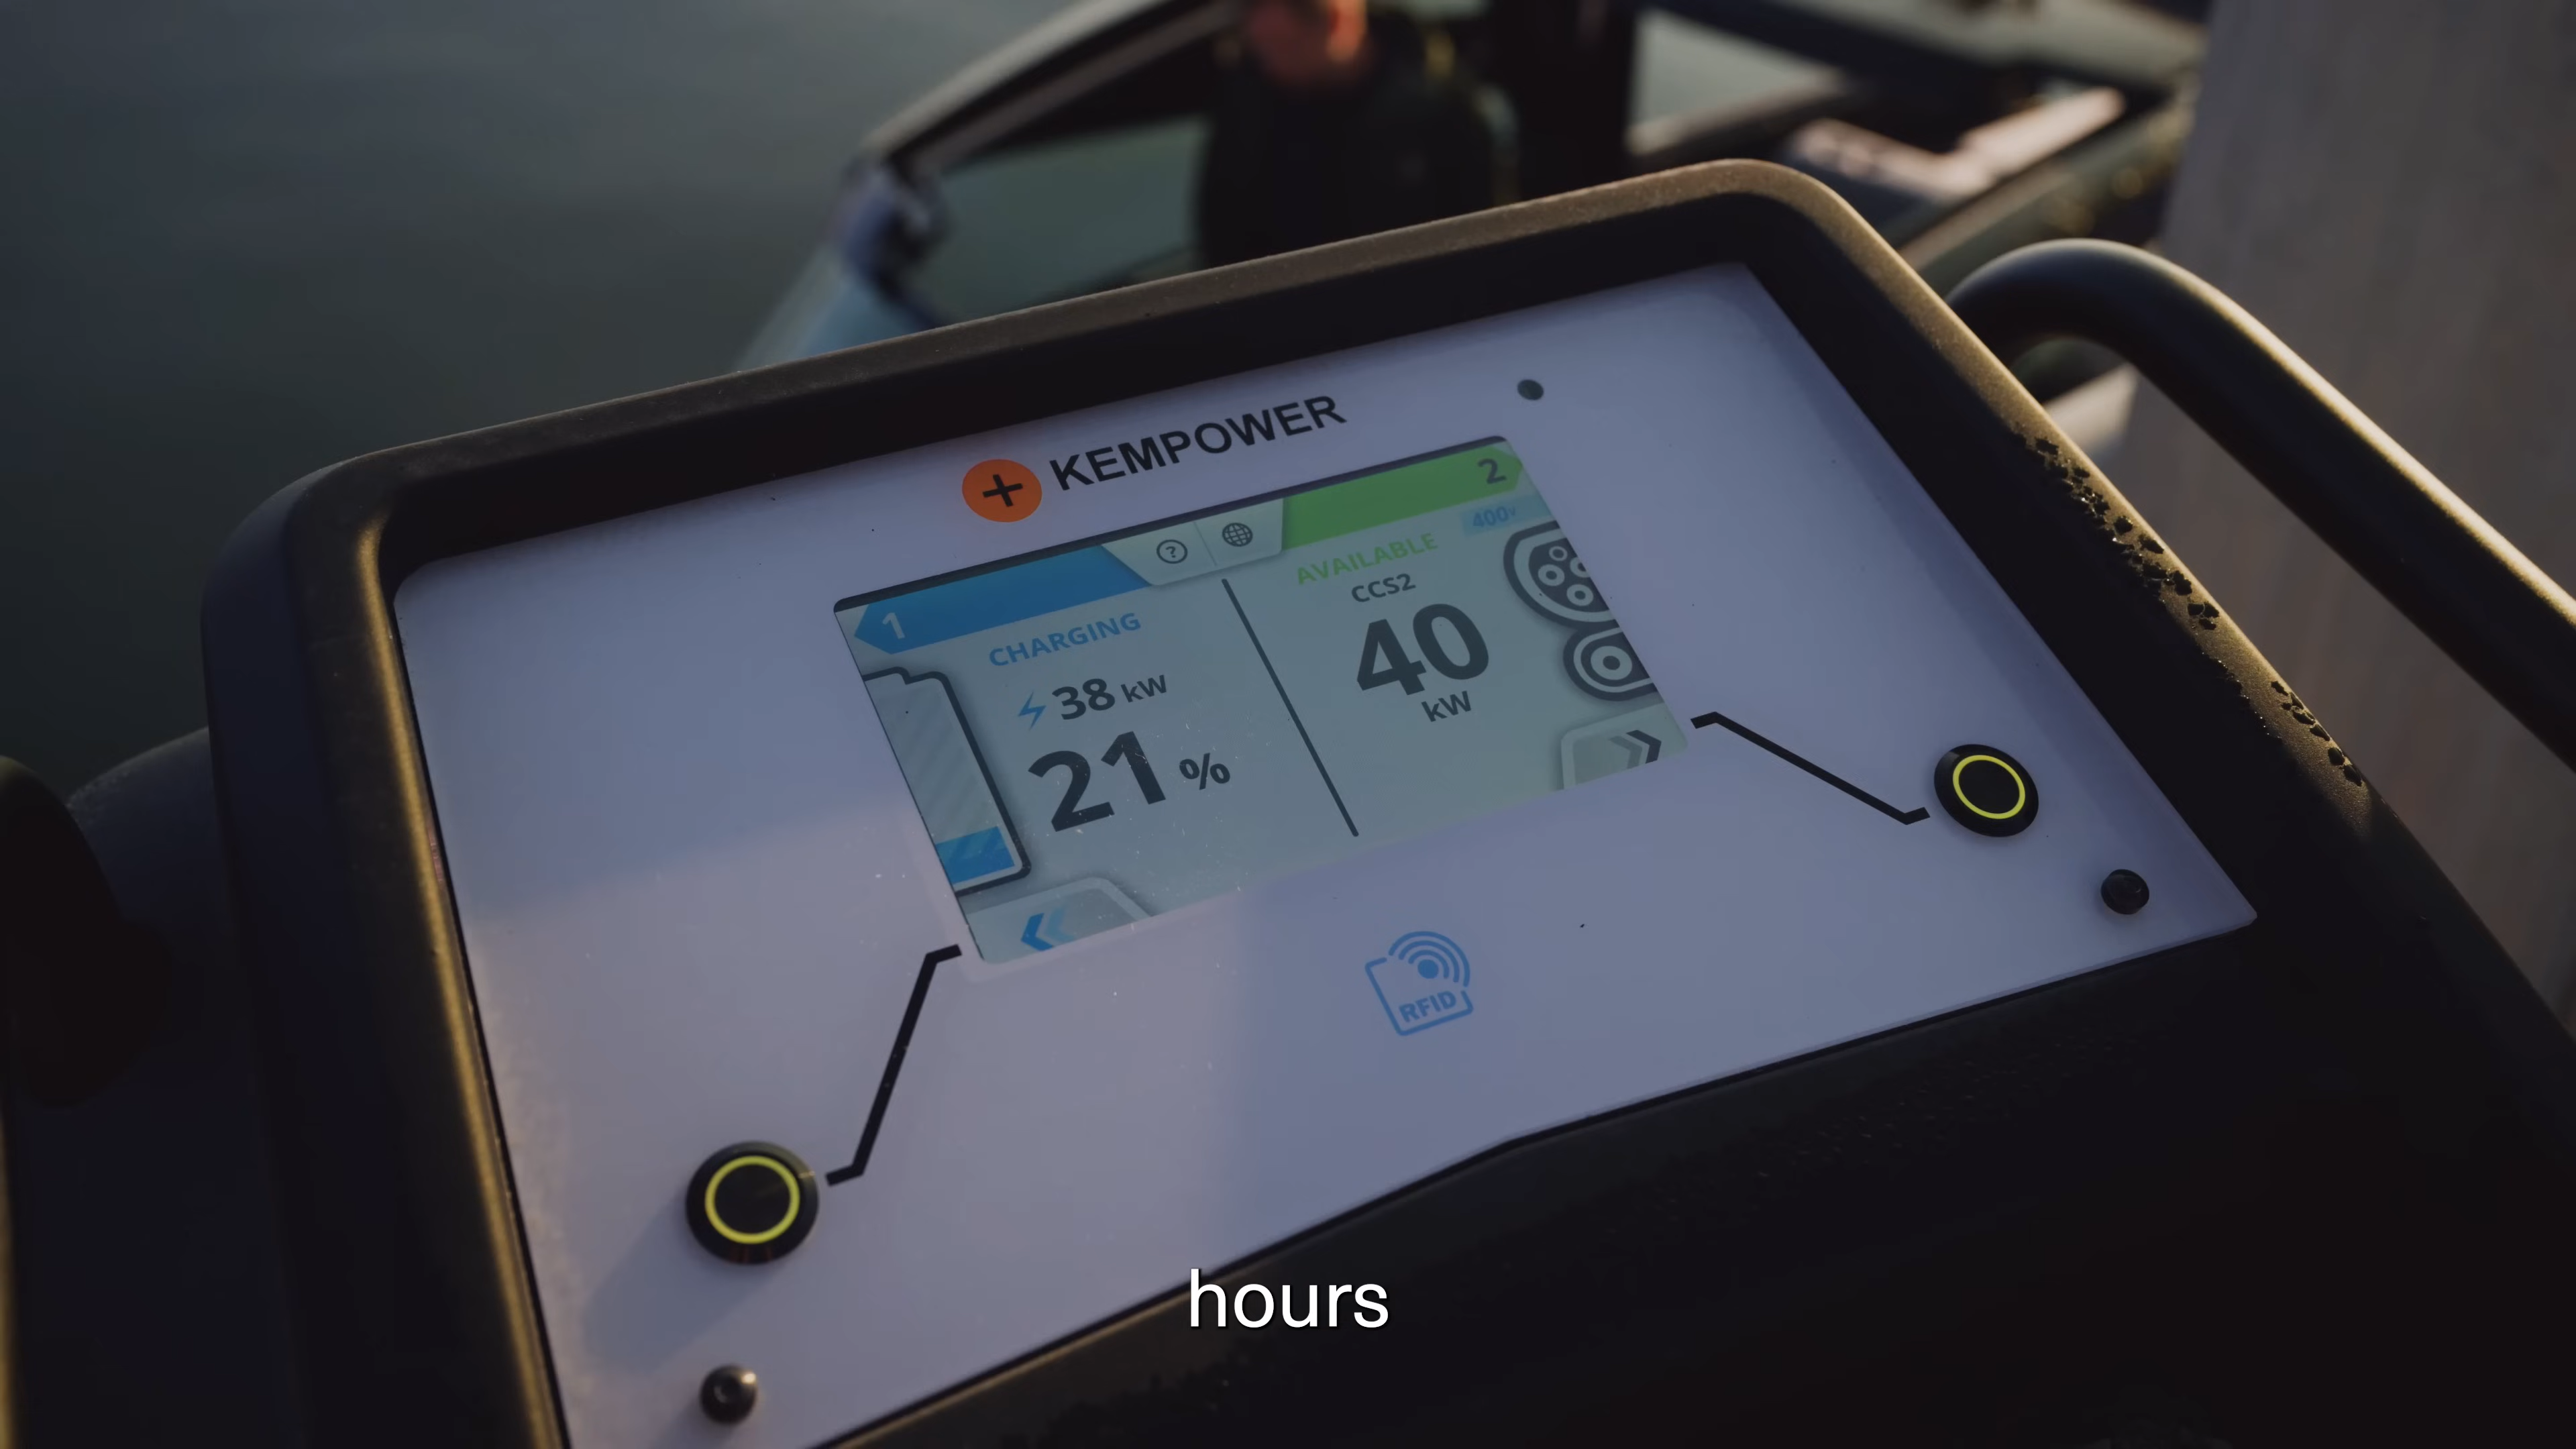 KEMPOWER
1
2
CHARGING
38 kW
21 %
?
400V
AVAILABLE
CCS2
40
kW
RFID
hours